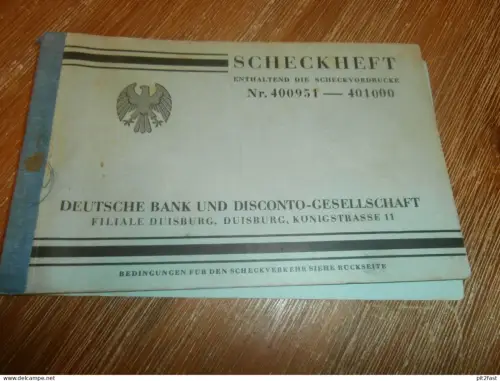 SCHECKHEFT
ENTHALTEND DIE SCHECKVORDRUCKE
Nr. 400951 — 401000
DEUTSCHE BANK UND DISCONTO-GESELLSCHAFT
FILIALE DUISBURG, DUISBURG, KÖNIGSTRASSE 11
BEDINGUNGEN FÜR DEN SCHECKVERKEHR SIEHE RÜCKSEITE